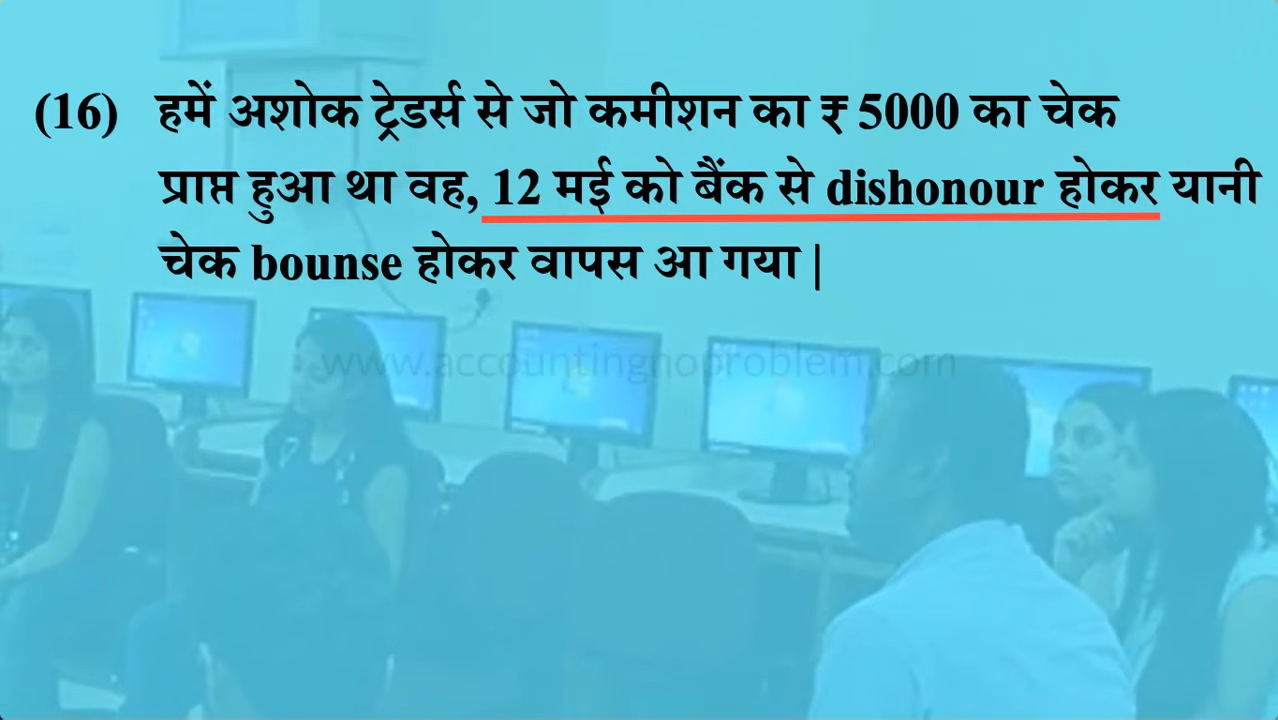 (16) हमें अशोक ट्रेडर्स से जो कमीशन का ₹ 5000 का चेक
प्राप्त हुआ था वह, 12 मई को बैंक से dishonour होकर यानी
चेक bounse होकर वापस आ गया |
www.accountingnoproblem.com